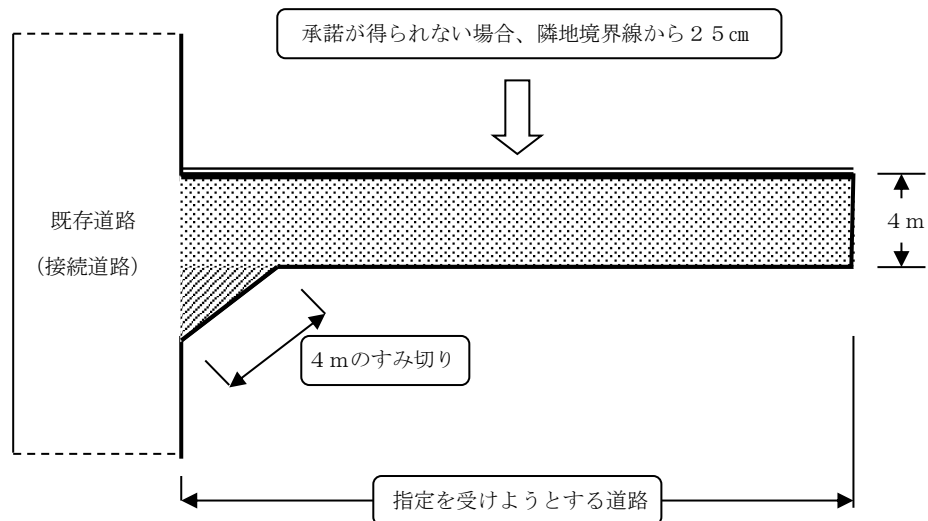 承諾が得られない場合、隣地境界線から２５㎝
既存道路
（接続道路）
４ｍ
４ｍのすみ切り
指定を受けようとする道路